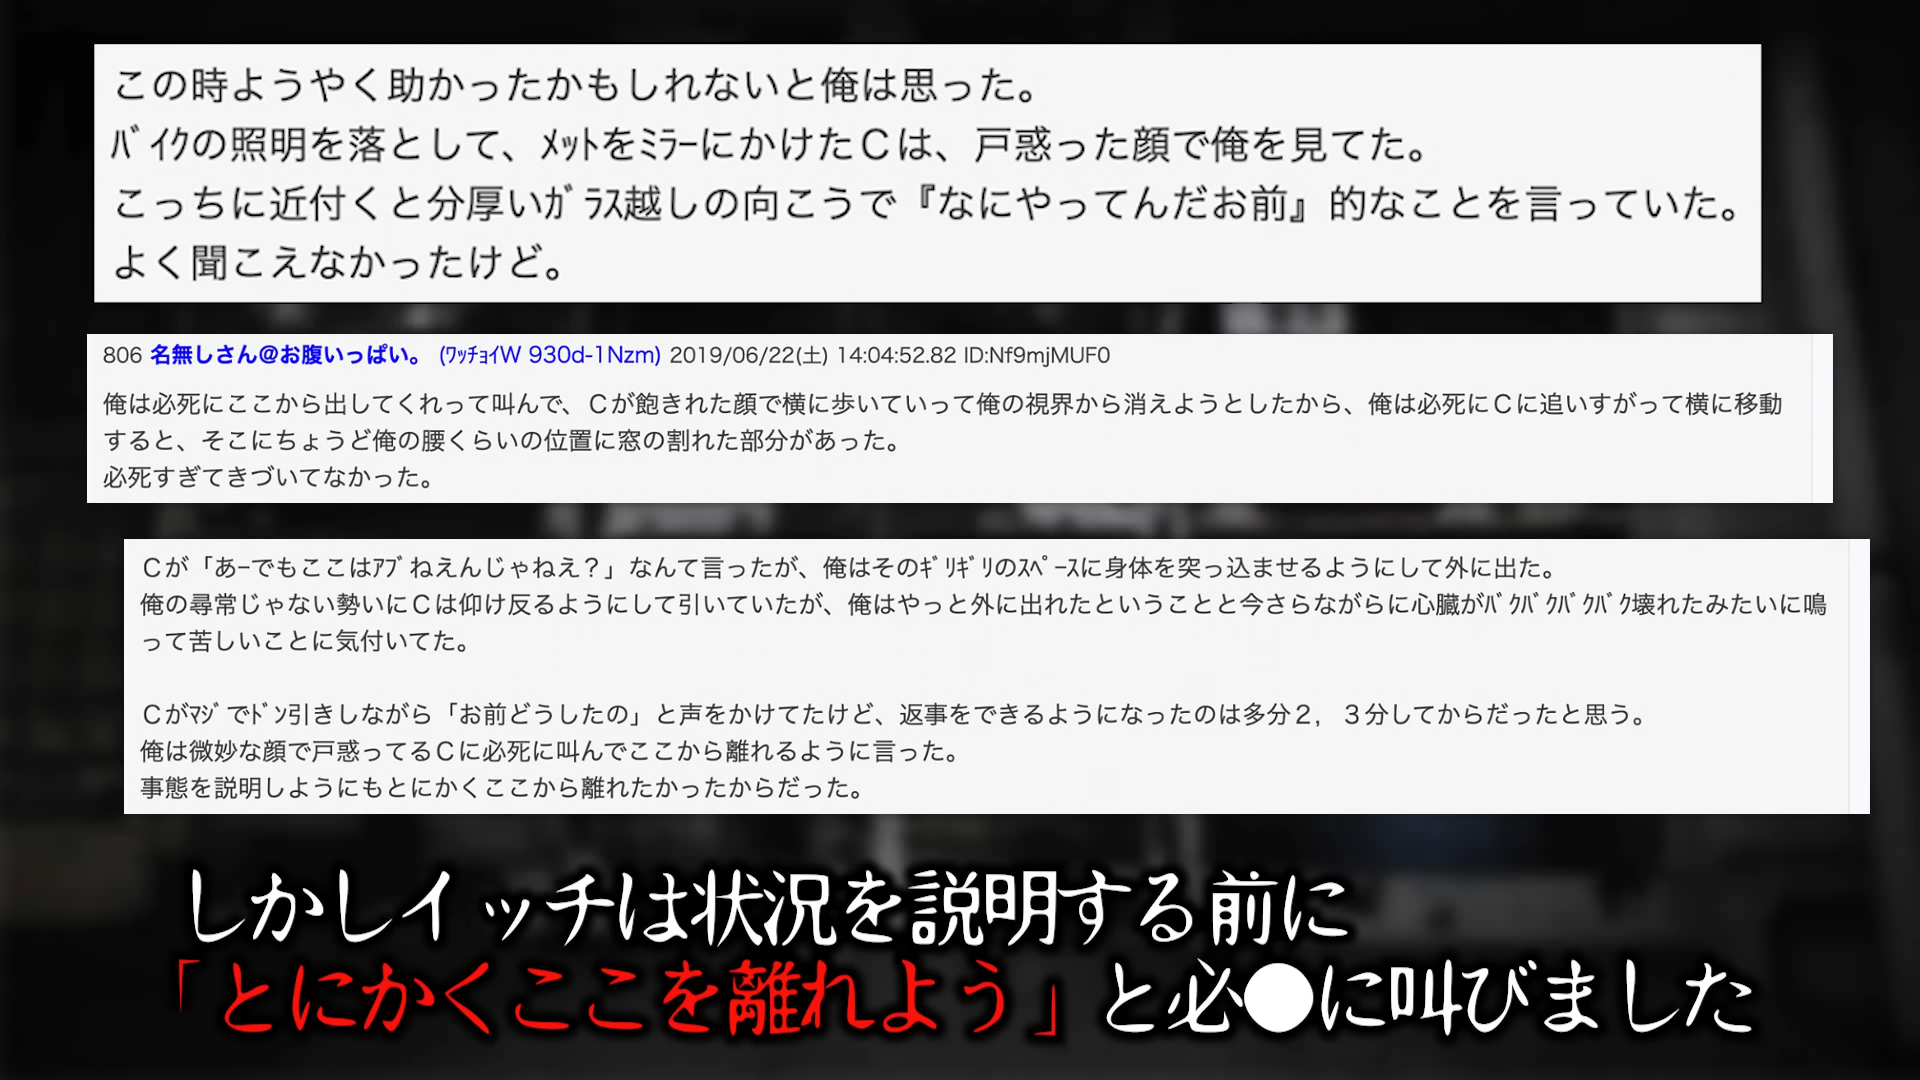 この時ようやく助かったかもしれないと俺は思った。
ﾊﾞｲｸの照明を落として、ﾒｯﾄをﾐﾗｰにかけたＣは、戸惑った顔で俺を見てた。
こっちに近付くと分厚いｶﾞﾗｽ越しの向こうで『なにやってんだお前』的なことを言っていた。
よく聞こえなかったけど。
806 名無しさん＠お腹いっぱい。 (ﾜｯﾁｮｲW 930d-1Nzm) 2019/06/22(土) 14:04:52.82 ID:Nf9mjMUF0
俺は必死にここから出してくれって叫んで、Ｃが飽きれた顔で横に歩いていって俺の視界から消えようとしたから、俺は必死にＣに追いすがって横に移動
すると、そこにちょうど俺の腰くらいの位置に窓の割れた部分があった。
必死すぎてきづいてなかった。
Ｃが「あｰでもここはｱﾌﾞねえんじゃねえ？」なんて言ったが、俺はそのｷﾞﾘｷﾞﾘのｽﾍﾟｰｽに身体を突っ込ませるようにして外に出た。
俺の尋常じゃない勢いにＣは仰け反るようにして引いていたが、俺はやっと外に出れたということと今さらながらに心臓がﾊﾞｸﾊﾞｸﾊﾞｸﾊﾞｸ壊れたみたいに鳴
って苦しいことに気付いてた。
Ｃがﾏｼﾞでﾄﾞﾝ引きしながら「お前どうしたの」と声をかけてたけど、返事をできるようになったのは多分２，３分してからだったと思う。
俺は微妙な顔で戸惑ってるＣに必死に叫んでここから離れるように言った。
事態を説明しようにもとにかくここから離れたかったからだった。
しかしイッチは状況を説明する前に
「とにかくここを離れよう」と必●に叫びました